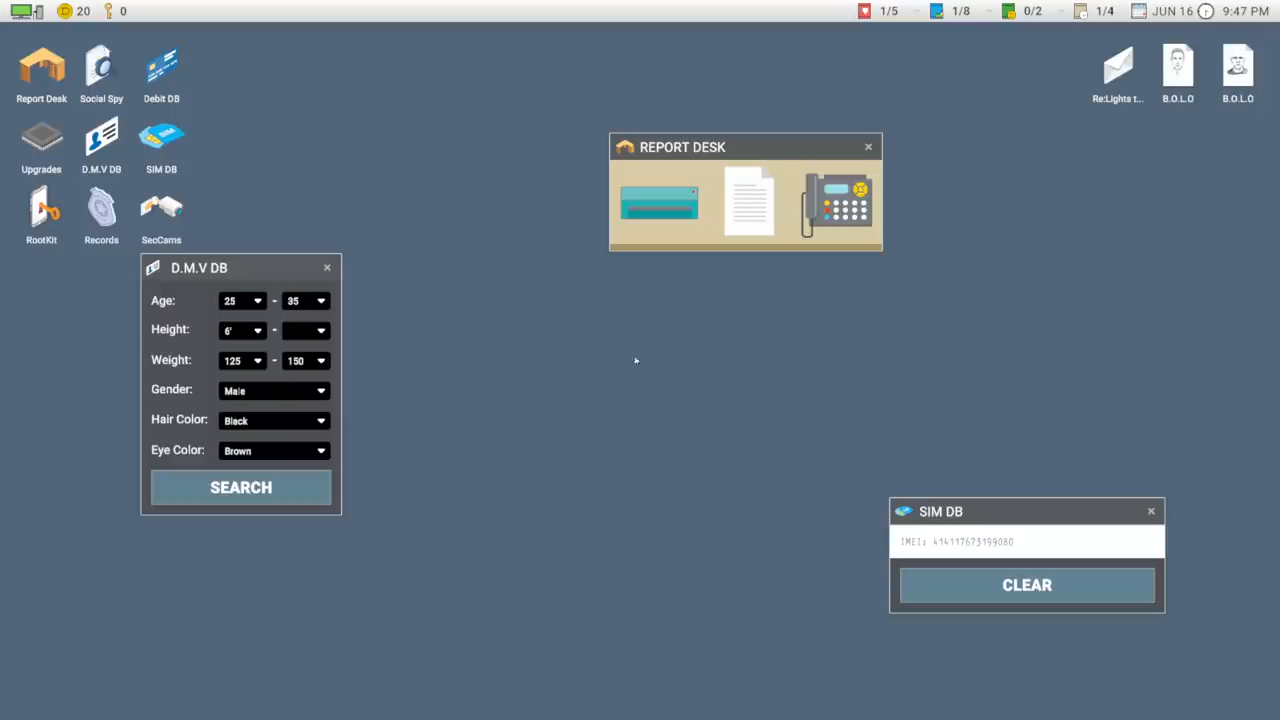 20 0 1/5 1/8 0/2 1/4 JUN 16 9:47 PM
Report Desk Social Spy Debit DB
Re:Lights t... B.O.L.O B.O.L.O
SIM
Upgrades D.M.V DB SIM DB
RootKit Records SecCams
REPORT DESK ×
D.M.V DB ×
Age: 25 - 35
Height: 6' -
Weight: 125 - 150
Gender: Male
Hair Color: Black
Eye Color: Brown
SEARCH
SIM DB ×
IMEI: 414117673199080
CLEAR